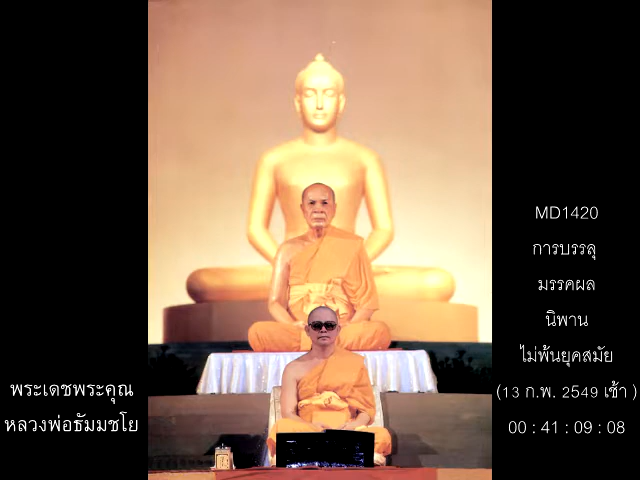 พระเดชพระคุณ
หลวงพ่อธัมมชโย
MD1420
การบรรลุ
มรรคผล
นิพาน
ไม่พ้นยุคสมัย
(13 ก.พ. 2549 เช้า )
00 : 41 : 09 : 08